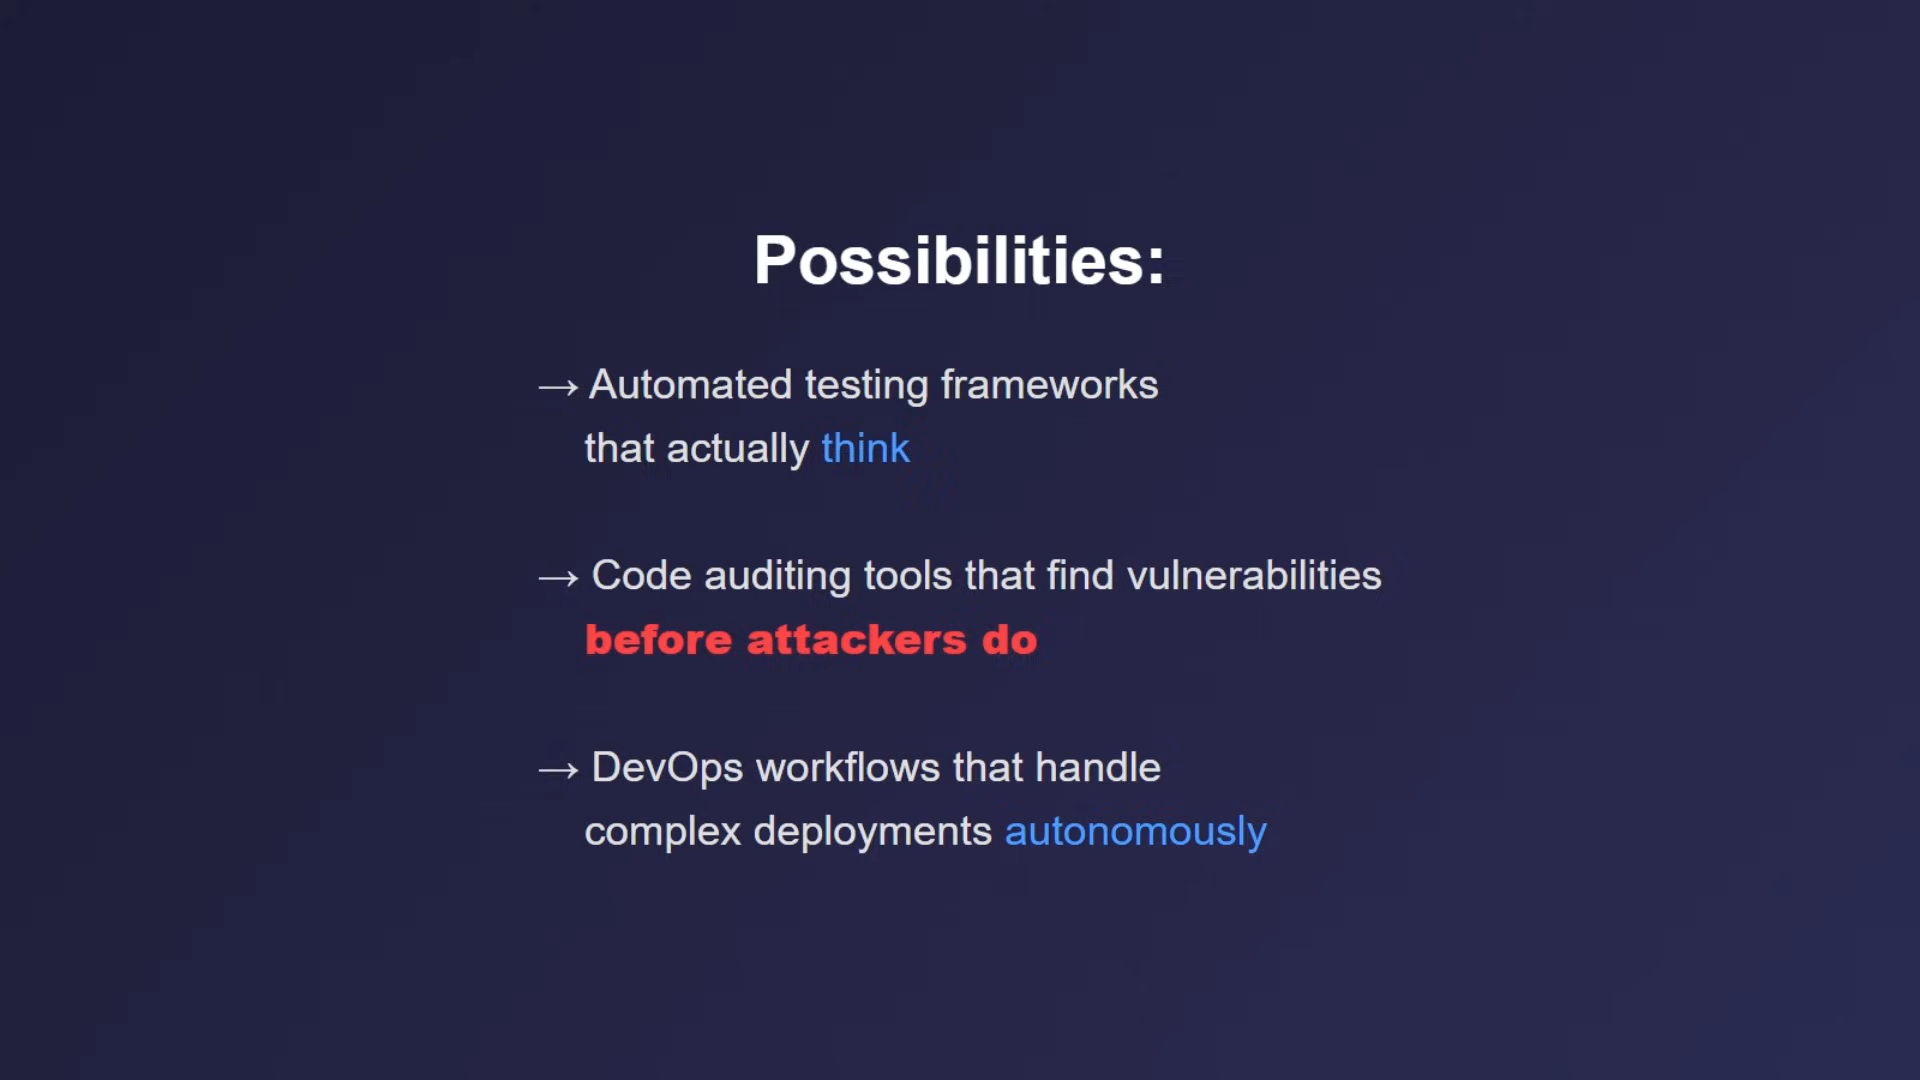 Possibilities:
→ Automated testing frameworks
that actually think
→ Code auditing tools that find vulnerabilities
before attackers do
→ DevOps workflows that handle
complex deployments autonomously